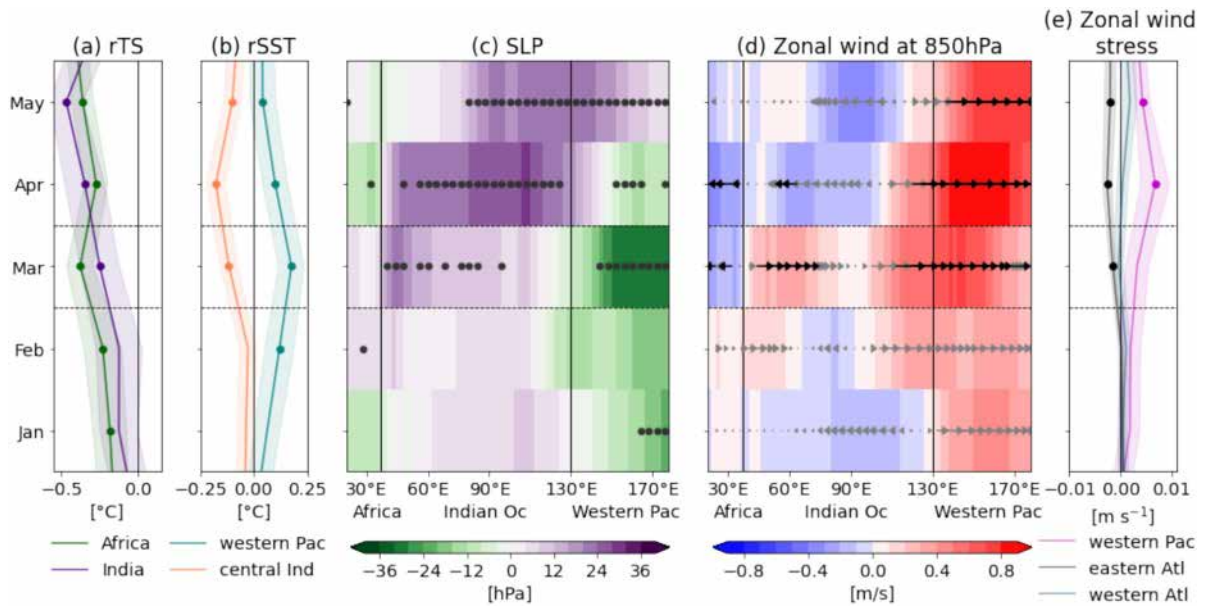 (a) rTS
(b) rSST
(c) SLP
(d) Zonal wind at 850hPa
(e) Zonal wind
stress
May
Apr
Mar
Feb
Jan
−0.5 0.0
[°C]
−0.25 0.00 0.25
[°C]
30°E 60°E 90°E 130°E 170°E
Africa Indian Oc Western Pac
30°E 60°E 90°E 130°E 170°E
Africa Indian Oc Western Pac
−0.01 0.00 0.01
[m s⁻¹]
Africa
India
western Pac
central Ind
−36 −24 −12 0 12 24 36
[hPa]
−0.8 −0.4 0.0 0.4 0.8
[m/s]
western Pac
eastern Atl
western Atl